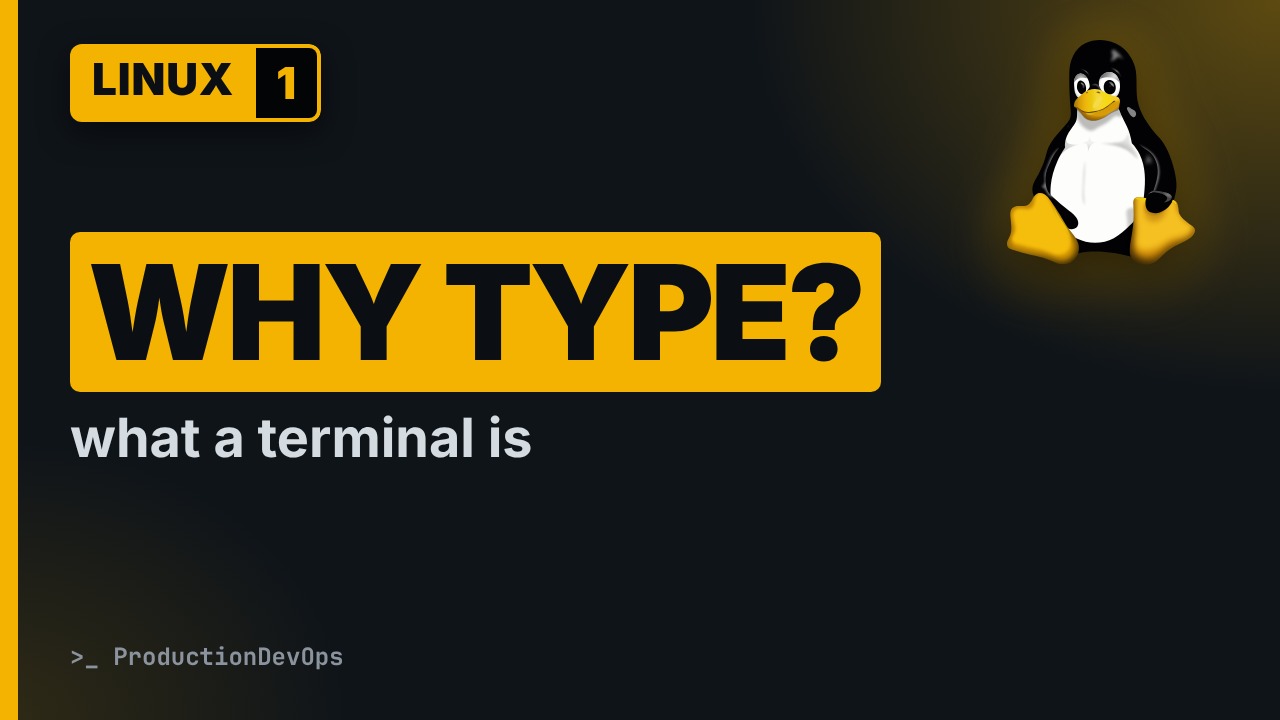 LINUX 1
WHY TYPE?
what a terminal is
>_ ProductionDevOps